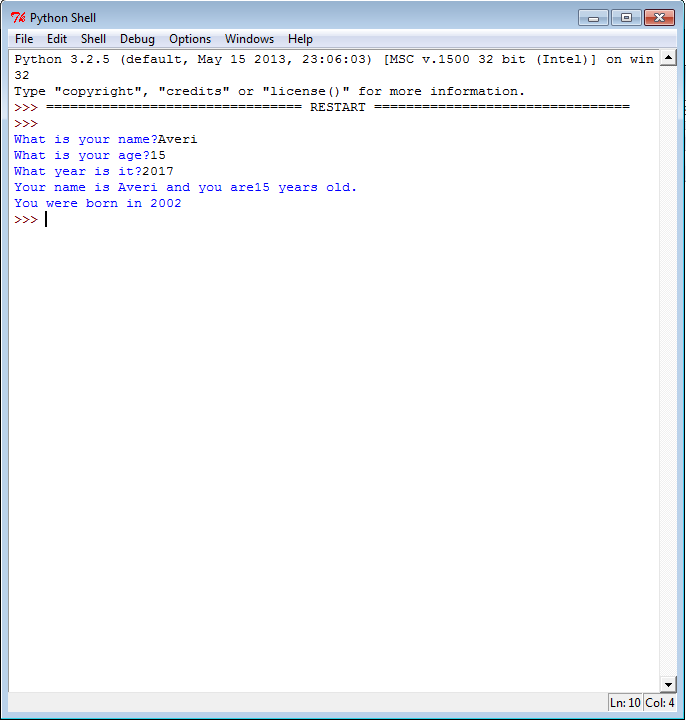 Python Shell
File Edit Shell Debug Options Windows Help
Python 3.2.5 (default, May 15 2013, 23:06:03) [MSC v.1500 32 bit (Intel)] on win
32
Type "copyright", "credits" or "license()" for more information.
>>> ================================ RESTART ================================
>>>
What is your name?Averi
What is your age?15
What year is it?2017
Your name is Averi and you are15 years old.
You were born in 2002
>>>
Ln: 10 Col: 4